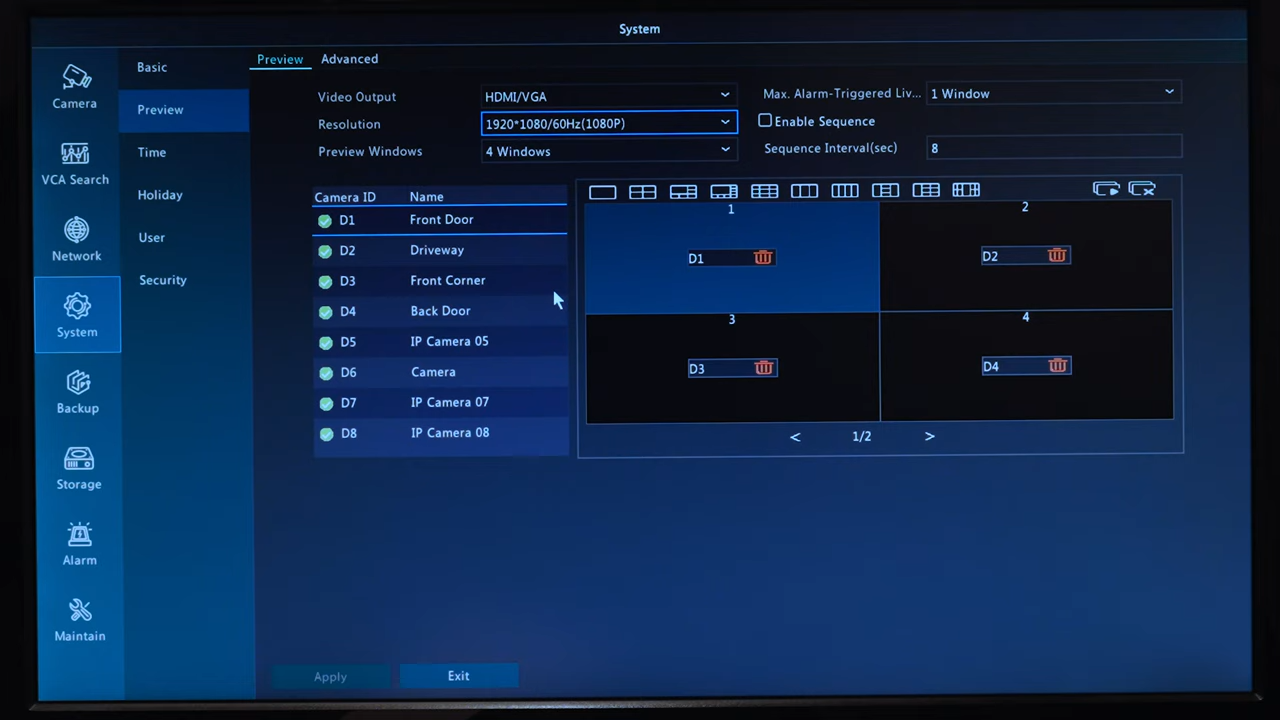 System
Camera
VCA Search
Network
System
Backup
Storage
Alarm
Maintain
Basic
Preview
Time
Holiday
User
Security
Preview Advanced
Video Output HDMI/VGA
Resolution 1920*1080/60Hz(1080P)
Preview Windows 4 Windows
Max. Alarm-Triggered Liv... 1 Window
Enable Sequence
Sequence Interval(sec) 8
Camera ID Name
D1 Front Door
D2 Driveway
D3 Front Corner
D4 Back Door
D5 IP Camera 05
D6 Camera
D7 IP Camera 07
D8 IP Camera 08
1 2
D1 D2
3 4
D3 D4
< 1/2 >
Apply Exit